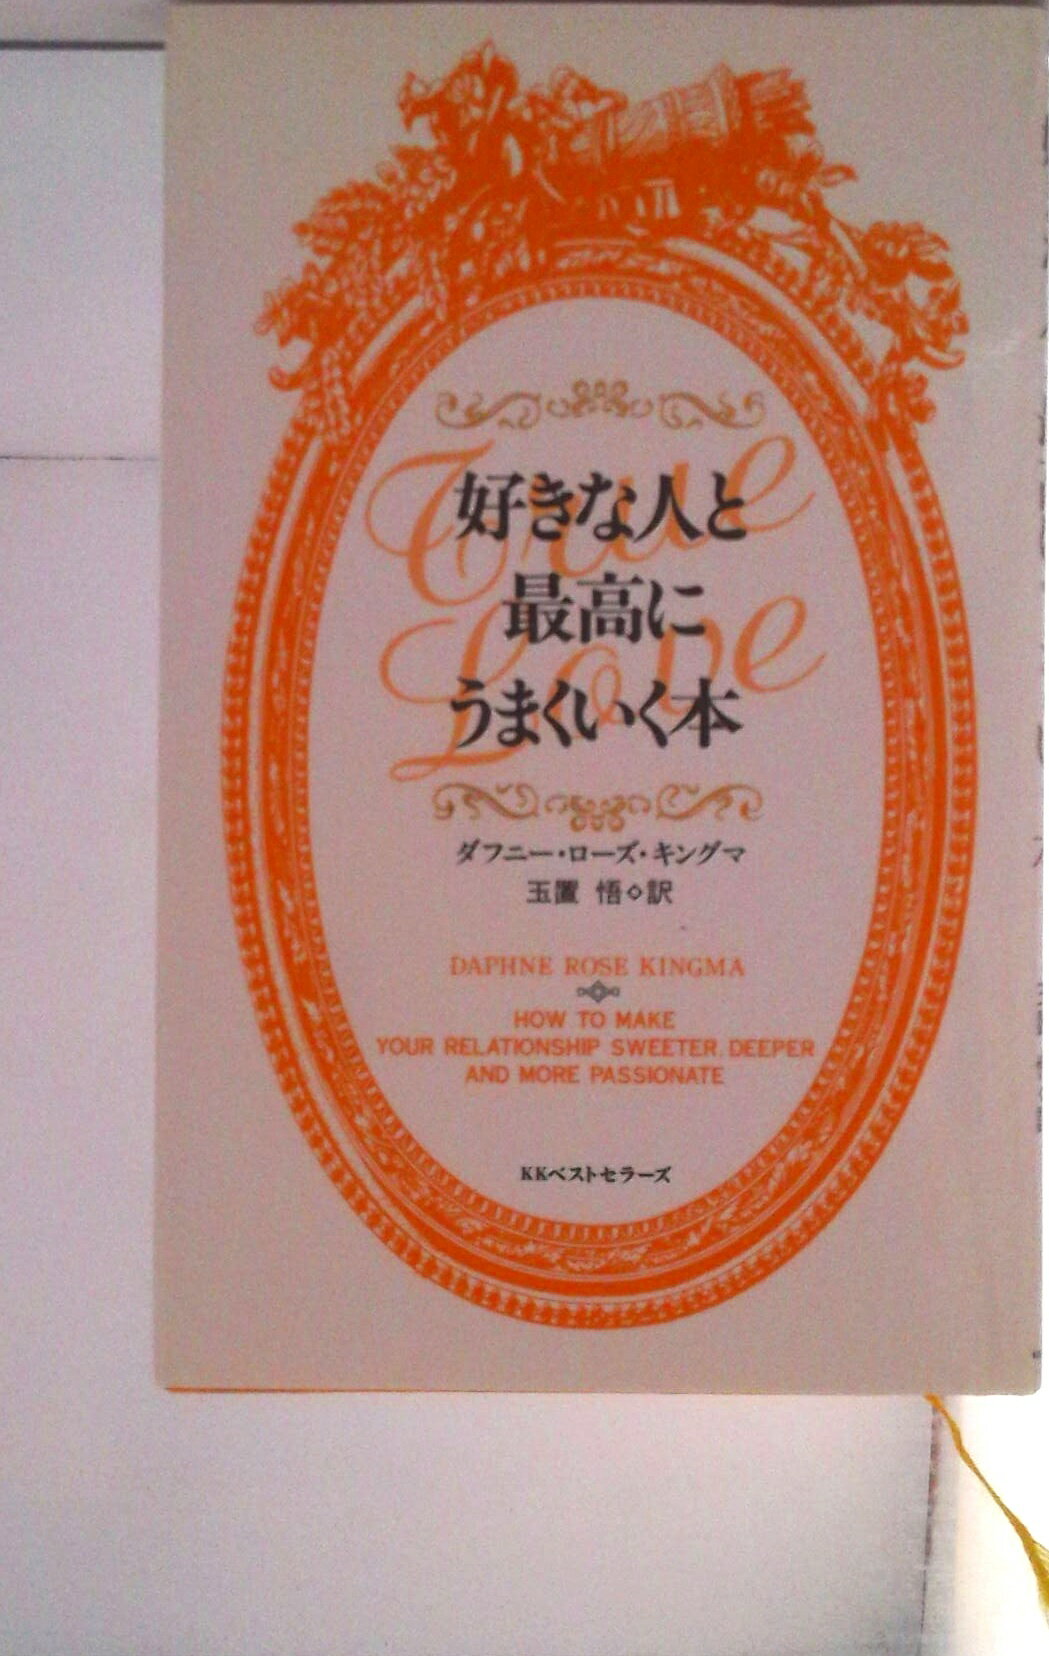 True
Love
好きな人と
最高に
うまくいく本
ダフニー・ローズ・キングマ
玉置 悟◇訳
DAPHNE ROSE KINGMA
HOW TO MAKE
YOUR RELATIONSHIP SWEETER, DEEPER
AND MORE PASSIONATE
KKベストセラーズ